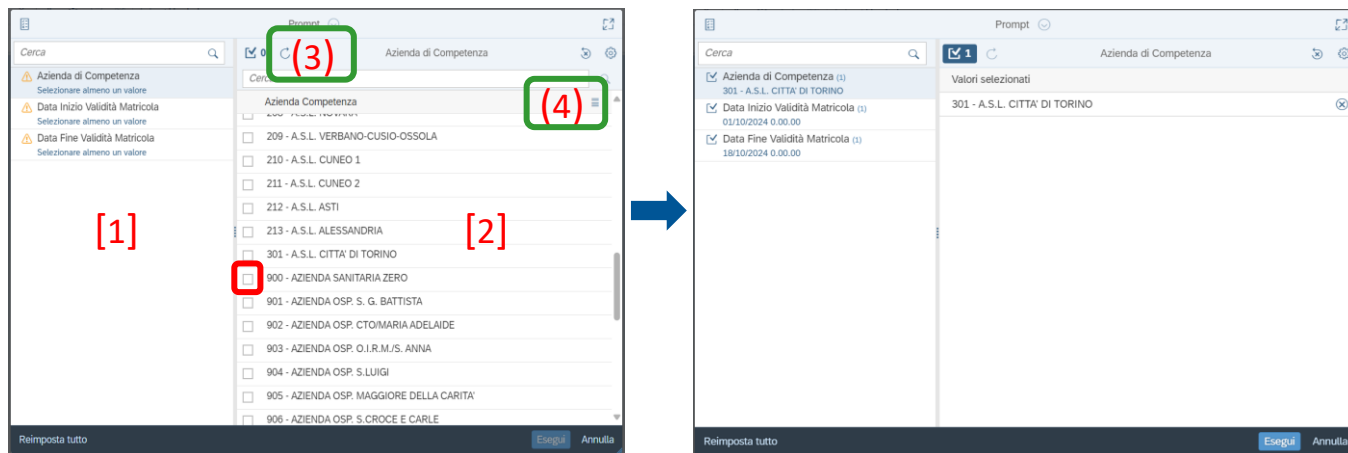 Prompt
Cerca
0
(3)
Azienda di Competenza
Azienda di Competenza
Selezionare almeno un valore
Data Inizio Validità Matricola
Selezionare almeno un valore
Data Fine Validità Matricola
Selezionare almeno un valore
[1]
Azienda Competenza
(4)
209 - A.S.L. VERBANO-CUSIO-OSSOLA
210 - A.S.L. CUNEO 1
211 - A.S.L. CUNEO 2
212 - A.S.L. ASTI
213 - A.S.L. ALESSANDRIA
[2]
301 - A.S.L. CITTA' DI TORINO
900 - AZIENDA SANITARIA ZERO
901 - AZIENDA OSP. S. G. BATTISTA
902 - AZIENDA OSP. CTO/MARIA ADELAIDE
903 - AZIENDA OSP. O.I.R.M./S. ANNA
904 - AZIENDA OSP. S.LUIGI
905 - AZIENDA OSP. MAGGIORE DELLA CARITA'
906 - AZIENDA OSP. S.CROCE E CARLE
Reimposta tutto
Esegui Annulla
Prompt
Cerca
1
Azienda di Competenza
Azienda di Competenza (1)
301 - A.S.L. CITTA' DI TORINO
Data Inizio Validità Matricola (1)
01/10/2024 0.00.00
Data Fine Validità Matricola (1)
18/10/2024 0.00.00
Valori selezionati
301 - A.S.L. CITTA' DI TORINO
Reimposta tutto
Esegui Annulla